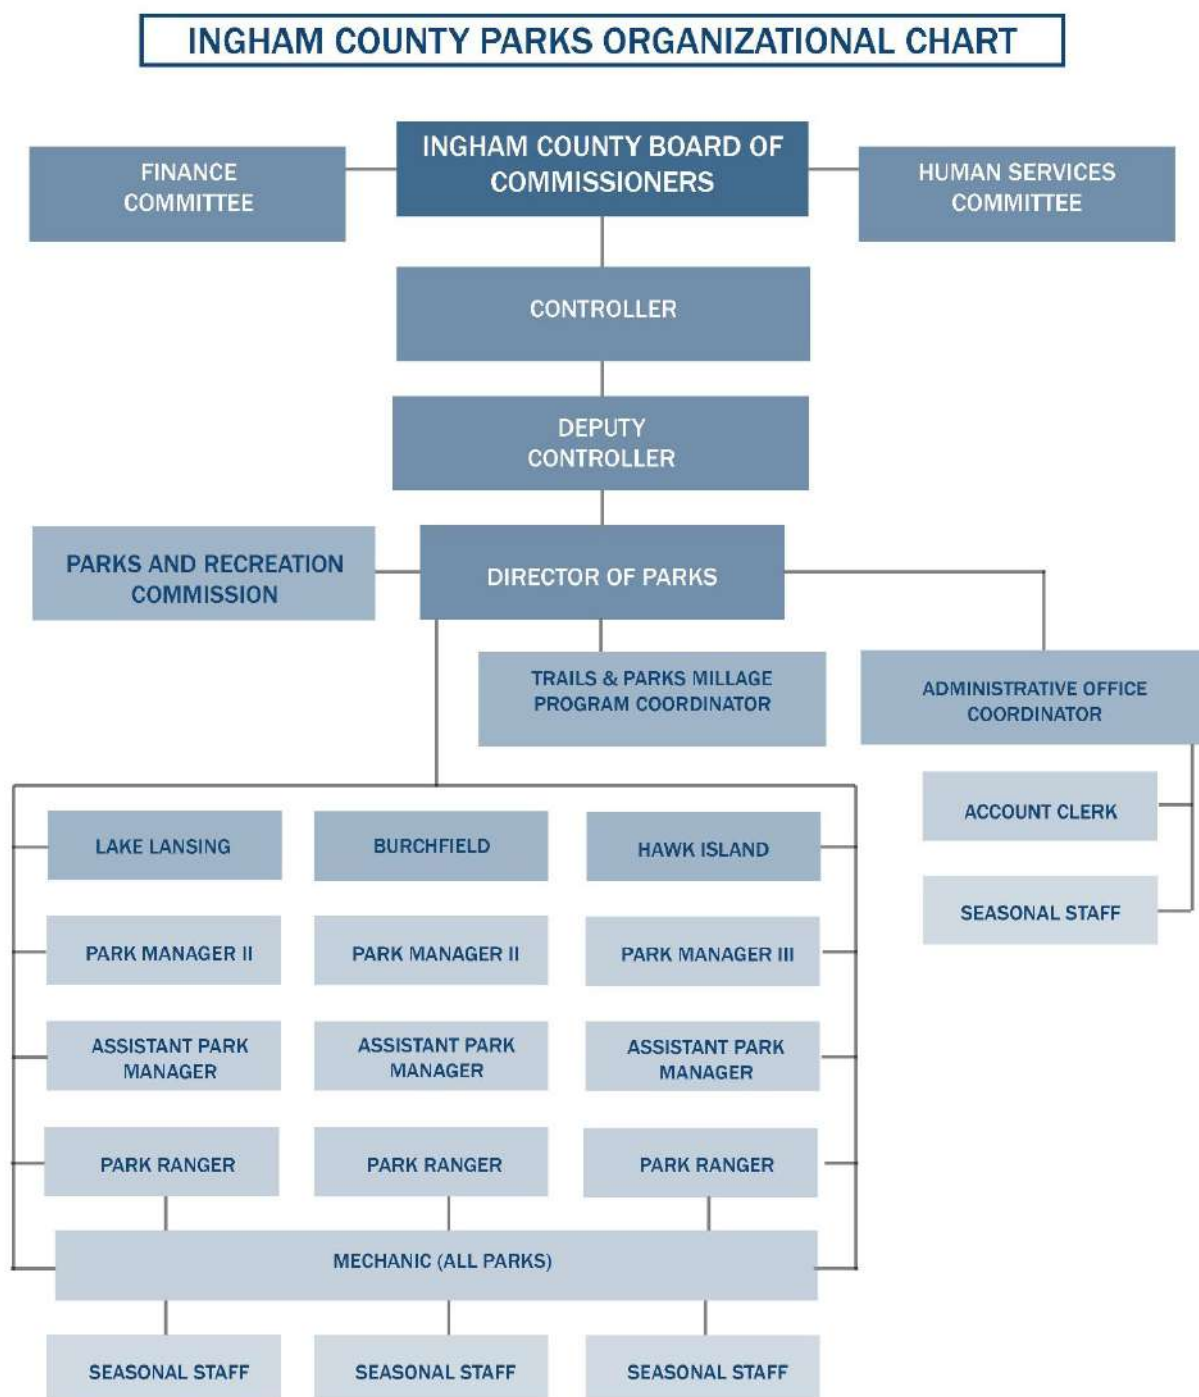 INGHAM COUNTY PARKS ORGANIZATIONAL CHART
INGHAM COUNTY BOARD OF
COMMISSIONERS
FINANCE
COMMITTEE
HUMAN SERVICES
COMMITTEE
CONTROLLER
DEPUTY
CONTROLLER
PARKS AND RECREATION
COMMISSION
DIRECTOR OF PARKS
TRAILS & PARKS MILLAGE
PROGRAM COORDINATOR
ADMINISTRATIVE OFFICE
COORDINATOR
ACCOUNT CLERK
SEASONAL STAFF
LAKE LANSING
BURCHFIELD
HAWK ISLAND
PARK MANAGER II
PARK MANAGER II
PARK MANAGER III
ASSISTANT PARK
MANAGER
ASSISTANT PARK
MANAGER
ASSISTANT PARK
MANAGER
PARK RANGER
PARK RANGER
PARK RANGER
MECHANIC (ALL PARKS)
SEASONAL STAFF
SEASONAL STAFF
SEASONAL STAFF